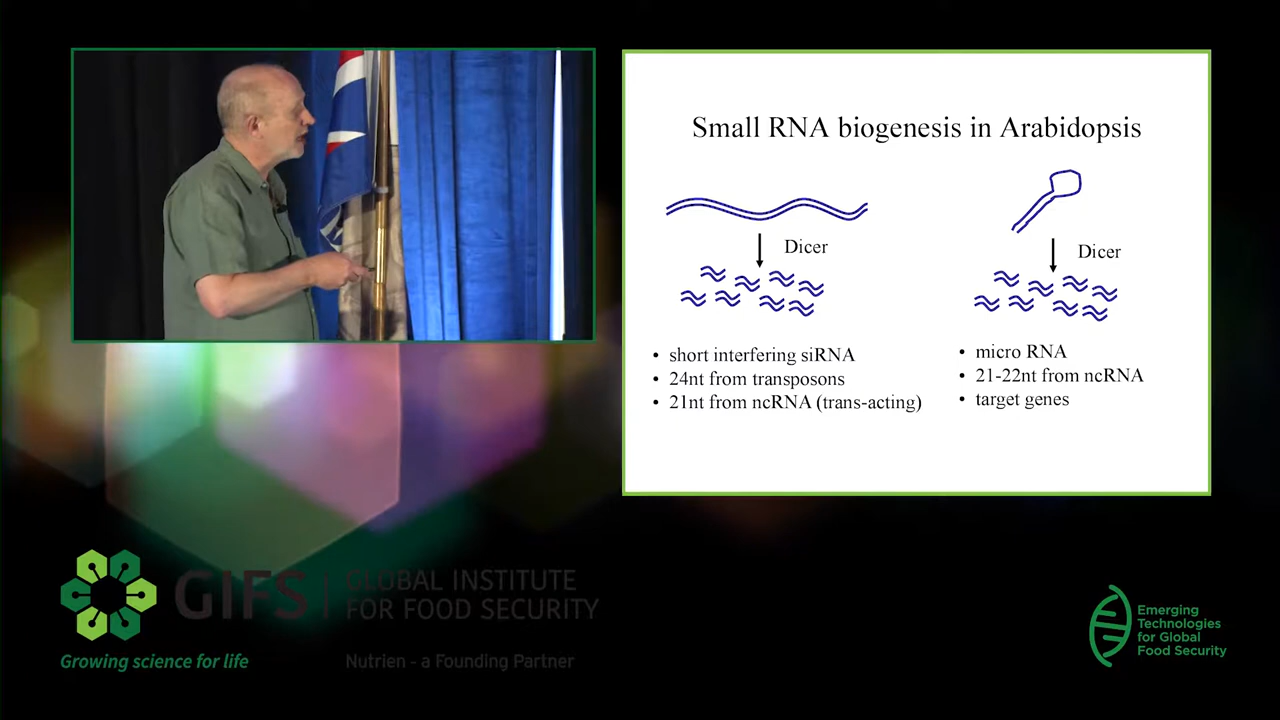 Small RNA biogenesis in Arabidopsis
Dicer
Dicer
• short interfering siRNA
• 24nt from transposons
• 21nt from ncRNA (trans-acting)
• micro RNA
• 21-22nt from ncRNA
• target genes
GIFS
GLOBAL INSTITUTE
FOR FOOD SECURITY
Growing science for life
Nutrien - a Founding Partner
Emerging
Technologies
for Global
Food Security